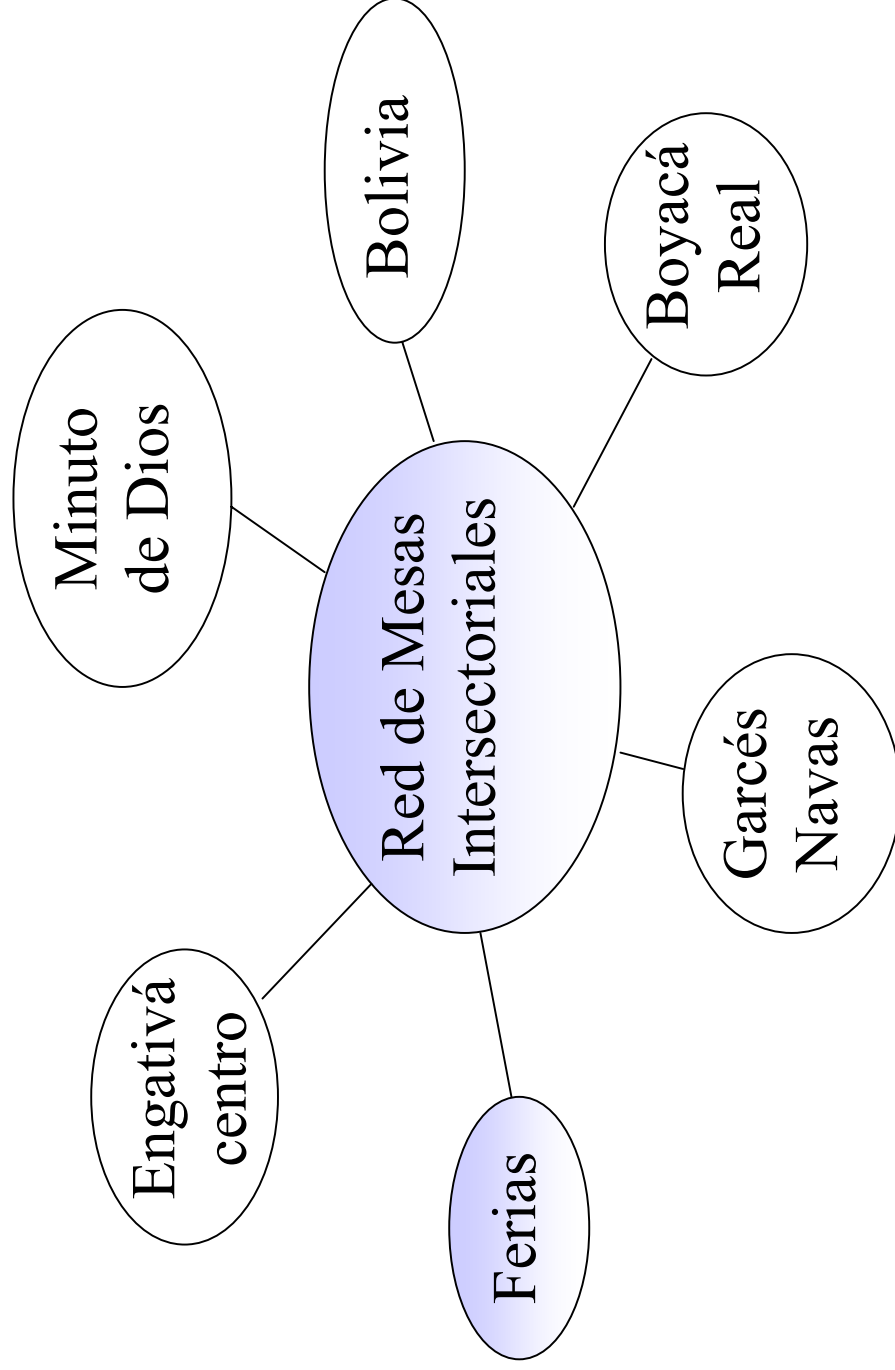 Minuto
de Dios
Engativá
centro
Bolivia
Red de Mesas
Intersectoriales
Ferias
Boyacá
Real
Garcés
Navas